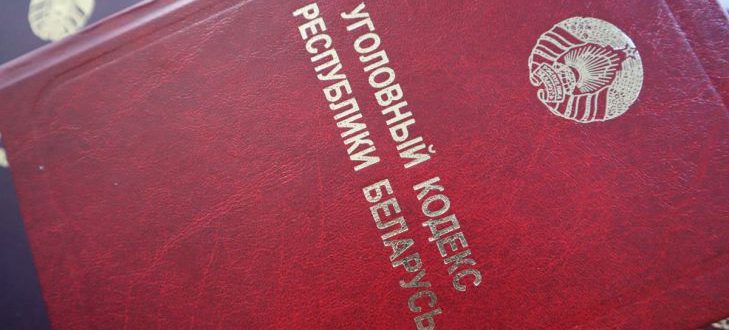 УГОЛОВНЫЙ КОДЕКС
РЕСПУБЛИКИ БЕЛАРУСЬ